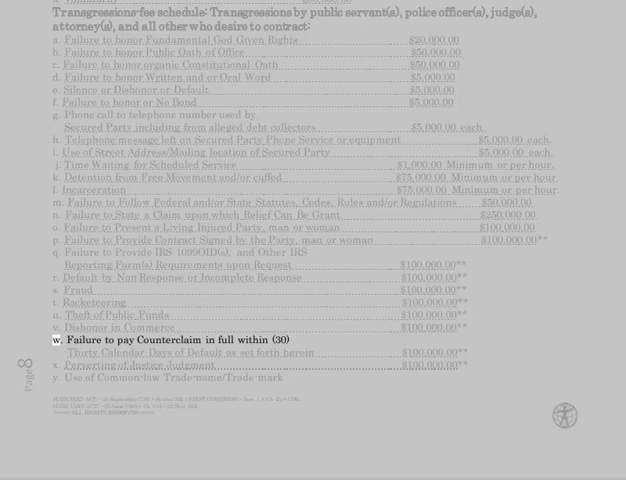 Transgressions-fee schedule: Transgressions by public servant(s), police officer(s), judge(s),
attorney(s), and all other who desire to contract:
a. Failure to honor Fundamental God Given Rights $20,000.00
b. Failure to honor Public Oath of Office $50,000.00
c. Failure to honor organic Constitutional Oath $50,000.00
d. Failure to honor Written and or Oral Word $5,000.00
e. Silence or Dishonor or Default $5,000.00
f. Failure to honor or No Bond $5,000.00
g. Phone call to telephone number used by
Secured Party including from alleged debt collectors $5,000.00 each.
h. Telephone message left on Secured Party Phone Service or equipment $5,000.00 each.
i. Use of Street Address/Mailing location of Secured Party $5,000.00 each.
j. Time Waiting for Scheduled Service $1,000.00 Minimum or per hour.
k. Detention from Free Movement and/or cuffed $75,000.00 Minimum or per hour.
l. Incarceration $75,000.00 Minimum or per hour.
m. Failure to Follow Federal and/or State Statutes, Codes, Rules and/or Regulations $50,000.00
n. Failure to State a Claim upon which Relief Can Be Grant. $250,000.00
o. Failure to Present a Living Injured Party, man or woman $100,000.00
p. Failure to Provide Contract Signed by the Party, man or woman $100,000.00**
q. Failure to Provide IRS 1099OID(s), and Other IRS
Reporting Form(s) Requirements upon Request $100,000.00**
r. Default by Non Response or Incomplete Response $100,000.00**
s. Fraud $100,000.00**
t. Racketeering $100,000.00**
u. Theft of Public Funds $100,000.00**
v. Dishonor in Commerce $100,000.00**
w. Failure to pay Counterclaim in full within (30)
Thirty Calendar Days of Default as set forth herein $100,000.00**
x. Perverting of Justice Judgment $100,000.00**
y. Use of Common-law Trade-name/Trade-mark
Page 8